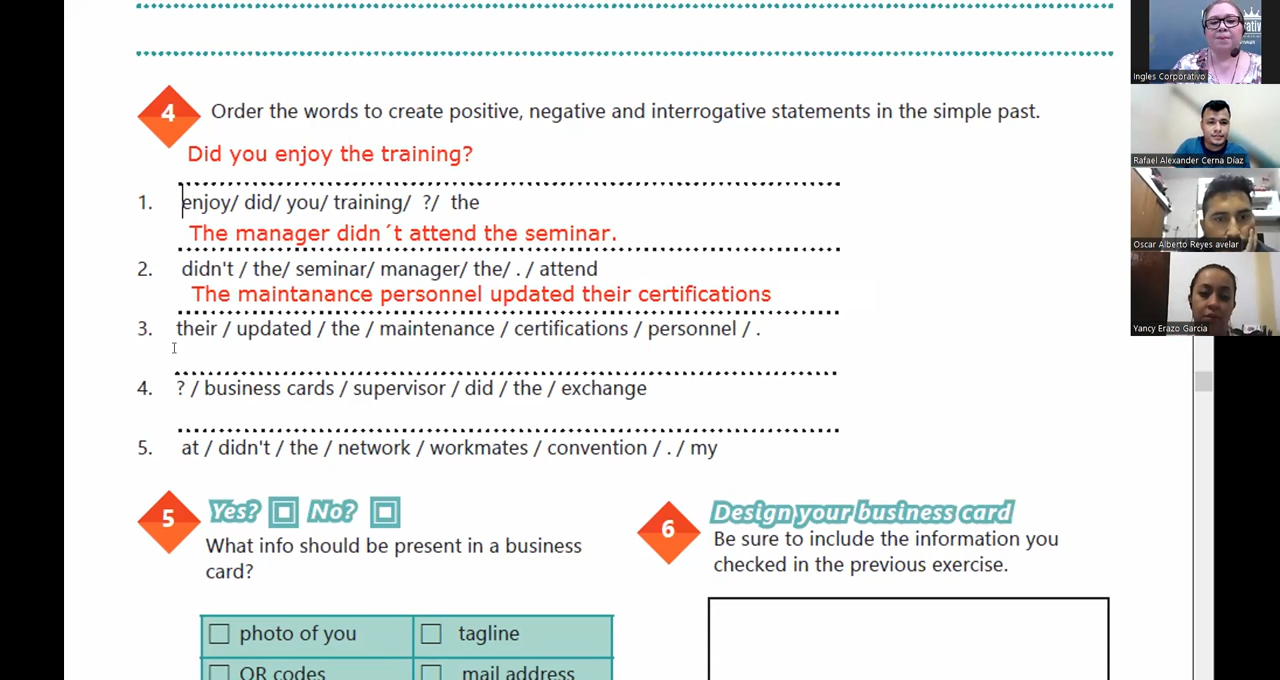 4 Order the words to create positive, negative and interrogative statements in the simple past.
Did you enjoy the training?
1. enjoy/ did/ you/ training/ ?/ the
The manager didn´t attend the seminar.
2. didn't / the/ seminar/ manager/ the/ . / attend
The maintanance personnel updated their certifications
3. their / updated / the / maintenance / certifications / personnel / .
4. ? / business cards / supervisor / did / the / exchange
5. at / didn't / the / network / workmates / convention / . / my
5 Yes? No?
What info should be present in a business
card?
photo of you
tagline
QR codes
mail address
6 Design your business card
Be sure to include the information you
checked in the previous exercise.
Ingles Corporativo
Rafael Alexander Cerna Díaz
Oscar Alberto Reyes avelar
Yancy Erazo Garcia